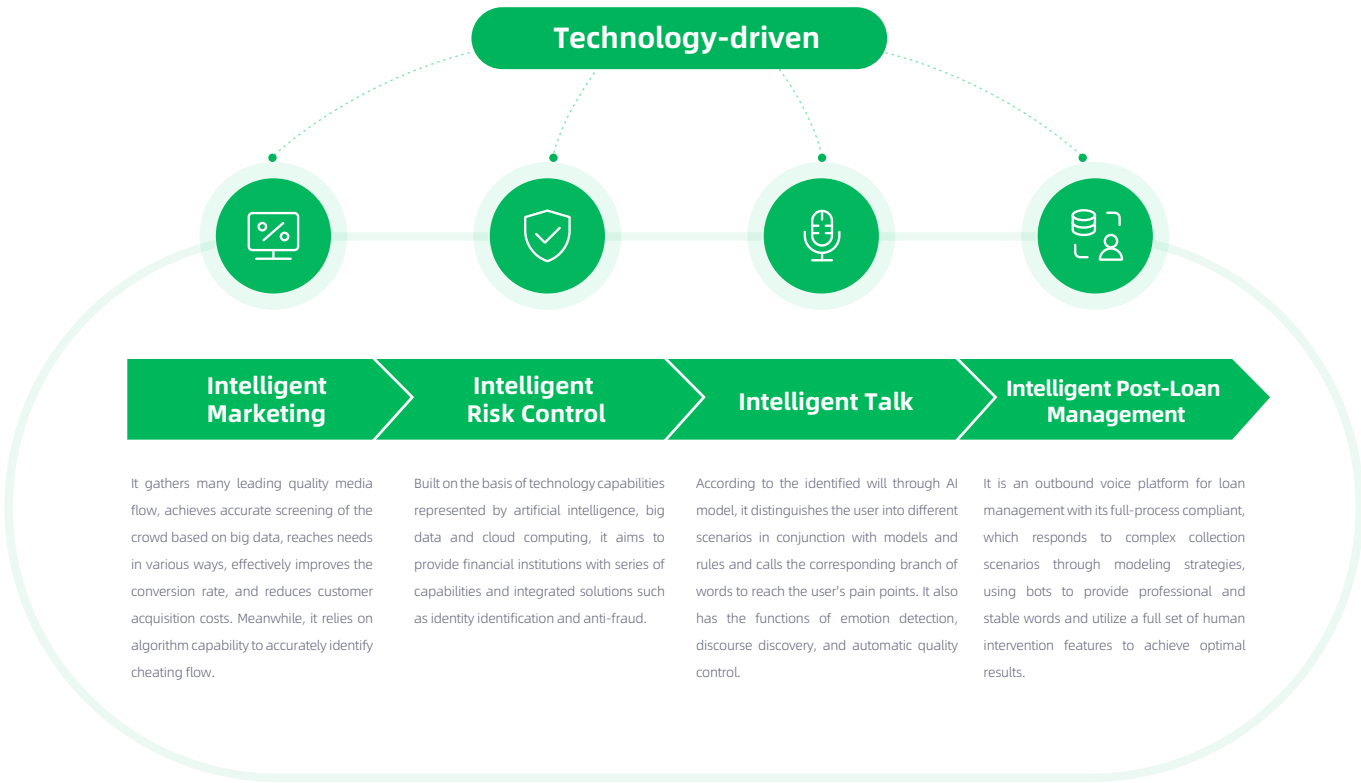 Technology-driven
Intelligent
Marketing
Intelligent
Risk Control
Intelligent Talk
Intelligent Post-Loan
Management
It gathers many leading quality media
flow, achieves accurate screening of the
crowd based on big data, reaches needs
in various ways, effectively improves the
conversion rate, and reduces customer
acquisition costs. Meanwhile, it relies on
algorithm capability to accurately identify
cheating flow.
Built on the basis of technology capabilities
represented by artificial intelligence, big
data and cloud computing, it aims to
provide financial institutions with series of
capabilities and integrated solutions such
as identity identification and anti-fraud.
According to the identified will through AI
model, it distinguishes the user into different
scenarios in conjunction with models and
rules and calls the corresponding branch of
words to reach the user's pain points. It also
has the functions of emotion detection,
discourse discovery, and automatic quality
control.
It is an outbound voice platform for loan
management with its full-process compliant,
which responds to complex collection
scenarios through modeling strategies,
using bots to provide professional and
stable words and utilize a full set of human
intervention features to achieve optimal
results.